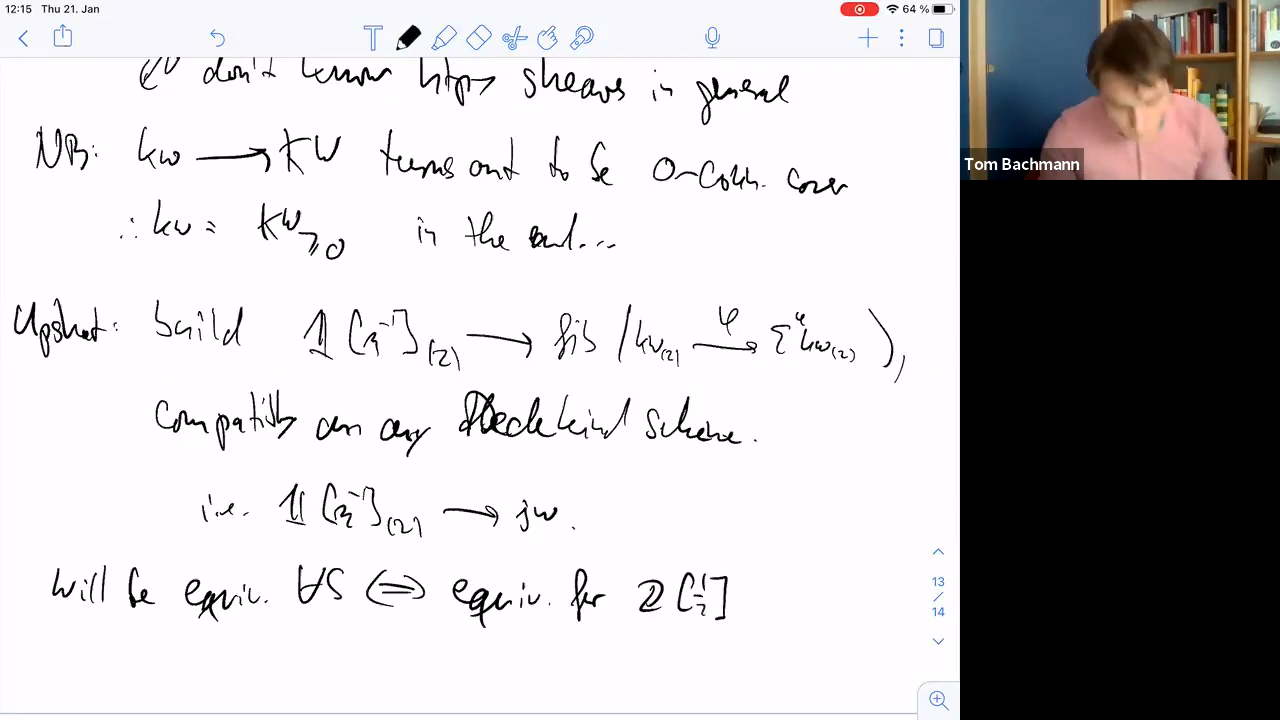 12:15 Thu 21. Jan
64 %
T
Tom Bachmann
don't know htpy sheaves in general
NB: kw ⟶ KW turns out to be 0-conn. cover
∴ kw = KW≥0 in the end...
Upshot: build 𝟙[η⁻¹]₍₂₎ ⟶ fib(kw₍₂₎ ⟶^φ Σ⁴kw₍₂₎),
compatibly on any Dedekind scheme.
i.e. 𝟙[η⁻¹]₍₂₎ ⟶ jw.
will be equiv. ∀S ⟺ equiv. for ℤ[½]
13
/
14